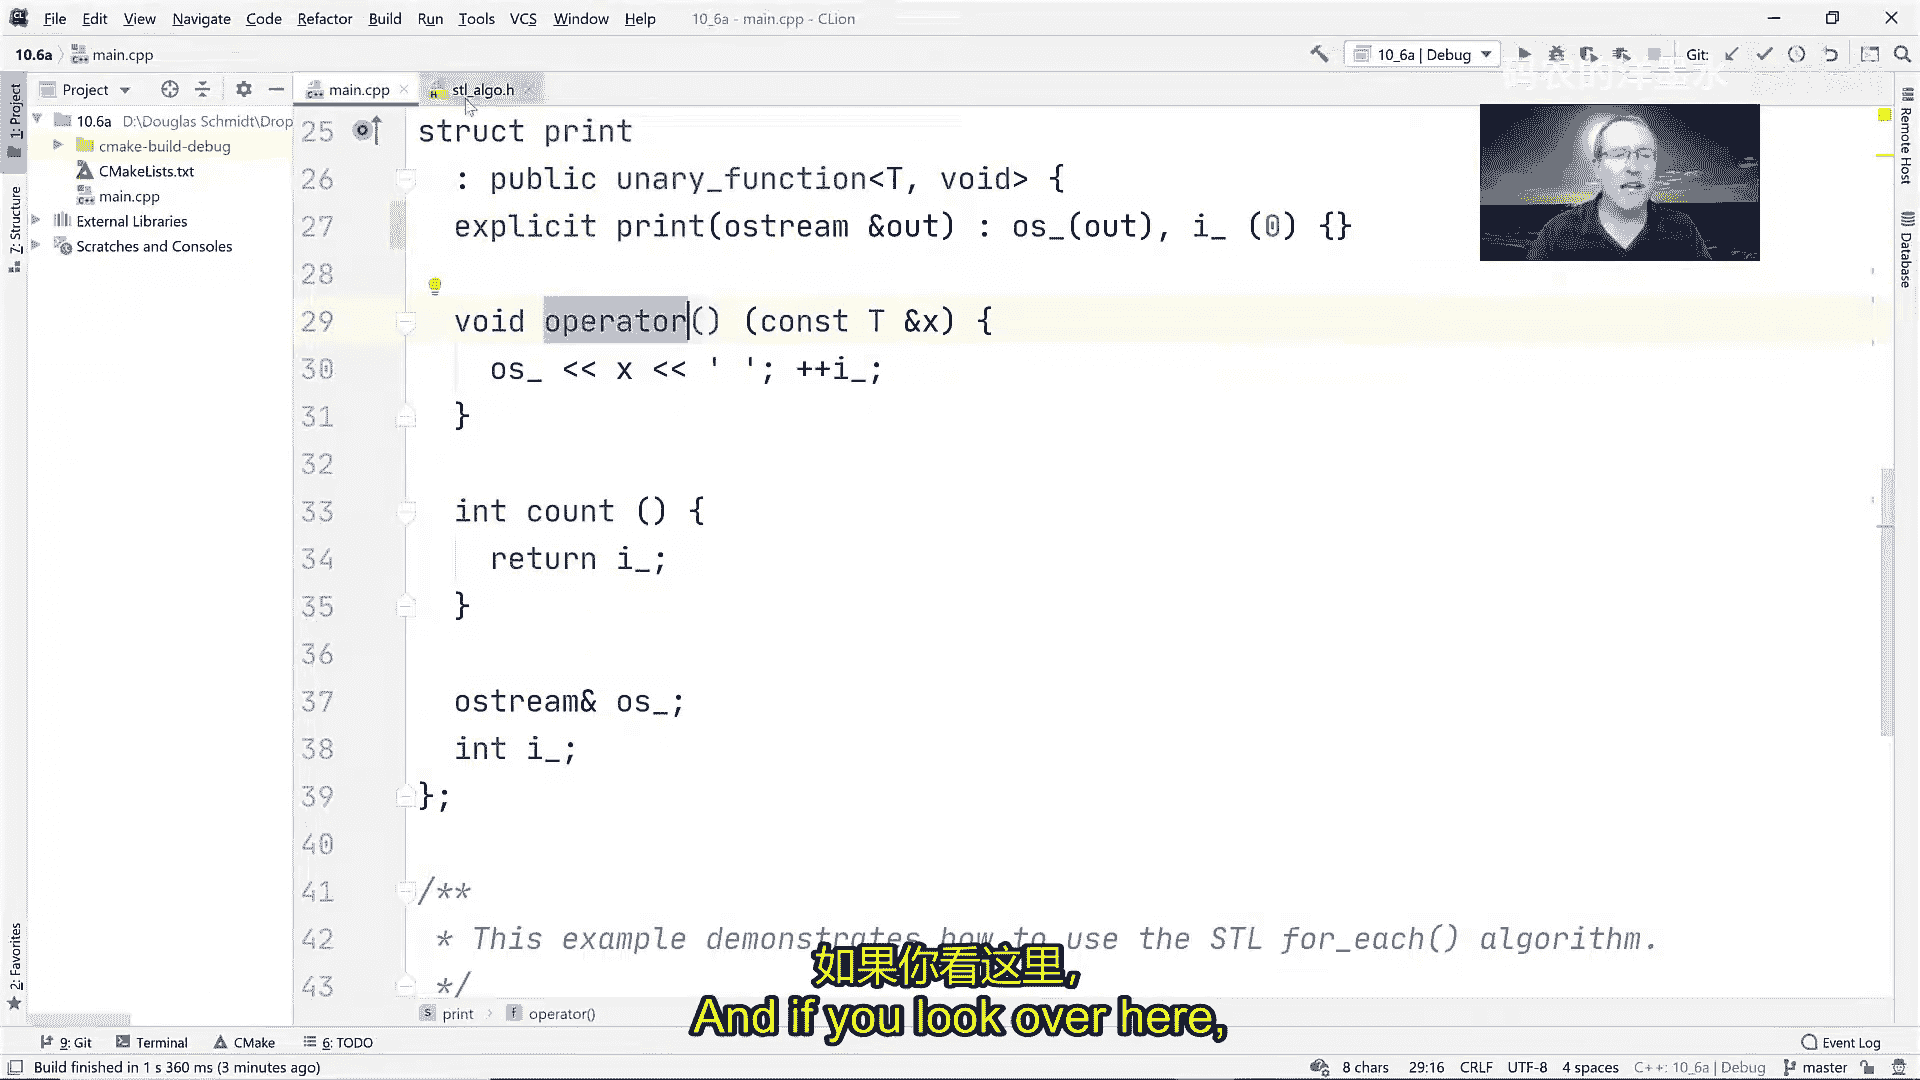 File Edit View Navigate Code Refactor Build Run Tools VCS Window Help 10_6a - main.cpp - CLion
10.6a main.cpp 10_6a | Debug Git:
Project main.cpp stl_algo.h
1: Project
Z: Structure
2: Favorites
10.6a D:\Douglas Schmidt\Drop
cmake-build-debug
CMakeLists.txt
main.cpp
External Libraries
Scratches and Consoles
25 struct print
26 : public unary_function<T, void> {
27 explicit print(ostream &out) : os_(out), i_ (0) {}
28
29 void operator() (const T &x) {
30 os_ << x << ' '; ++i_;
31 }
32
33 int count () {
34 return i_;
35 }
36
37 ostream& os_;
38 int i_;
39 };
40
41 /**
42 * This example demonstrates how to use the STL for_each() algorithm.
43 */
Remote Host
Database
如果你看这里,
And if you look over here,
print operator()
9: Git Terminal CMake 6: TODO Event Log
Build finished in 1 s 360 ms (3 minutes ago) 8 chars 29:16 CRLF UTF-8 4 spaces C++: 10_6a | Debug master